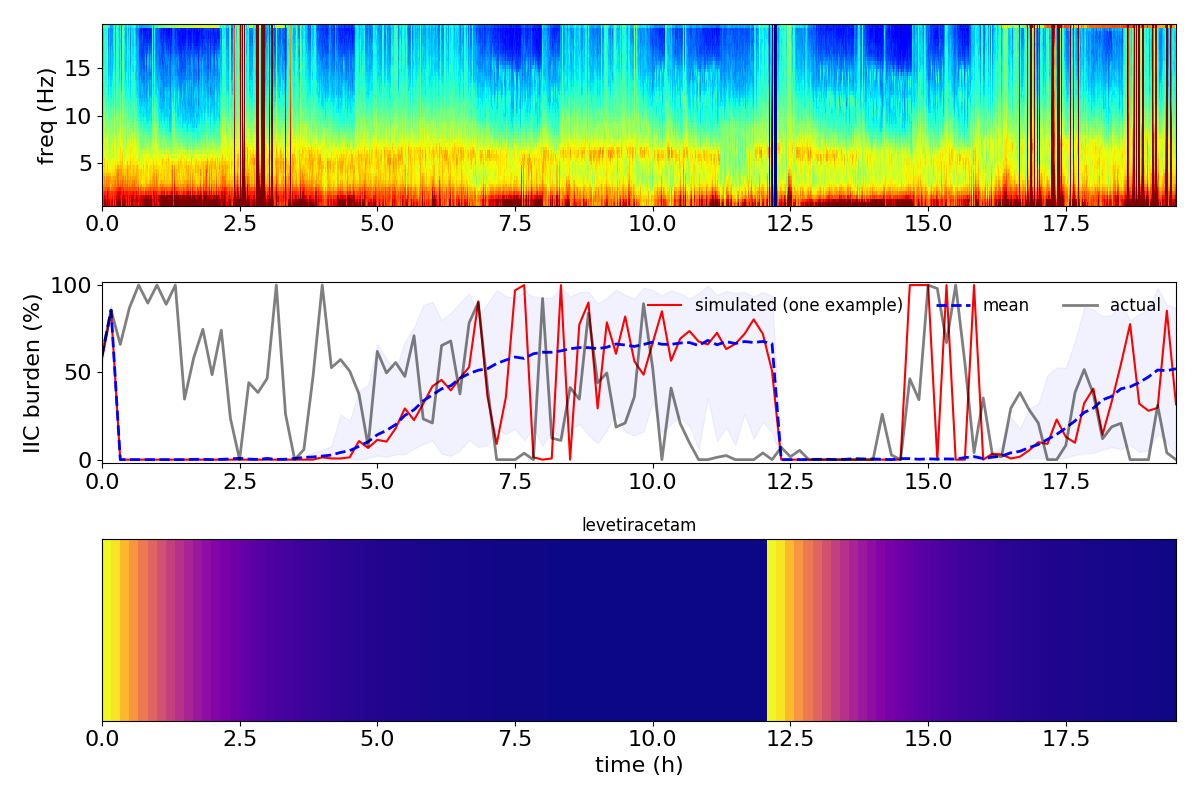 freq (Hz)
15
10
5
0.0 2.5 5.0 7.5 10.0 12.5 15.0 17.5
IIC burden (%)
100
50
0
simulated (one example) mean actual
0.0 2.5 5.0 7.5 10.0 12.5 15.0 17.5
levetiracetam
0.0 2.5 5.0 7.5 10.0 12.5 15.0 17.5
time (h)